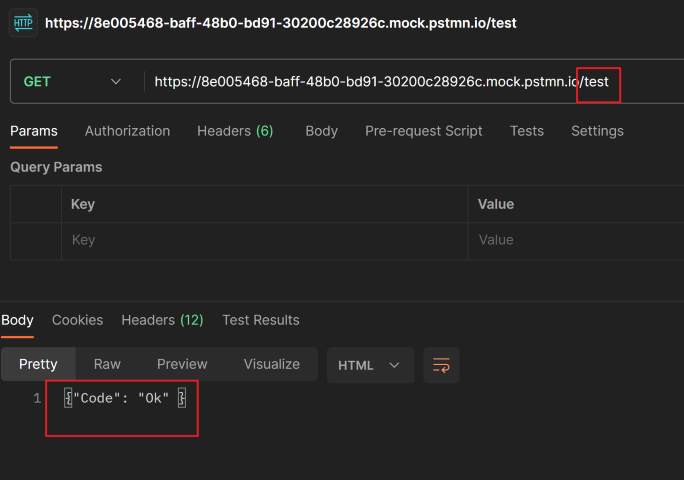 HTTP https://8e005468-baff-48b0-bd91-30200c28926c.mock.pstmn.io/test
GET https://8e005468-baff-48b0-bd91-30200c28926c.mock.pstmn.io/test
Params Authorization Headers (6) Body Pre-request Script Tests Settings
Query Params
Key Value
Key Value
Body Cookies Headers (12) Test Results
Pretty Raw Preview Visualize HTML
1 {"Code": "Ok" }